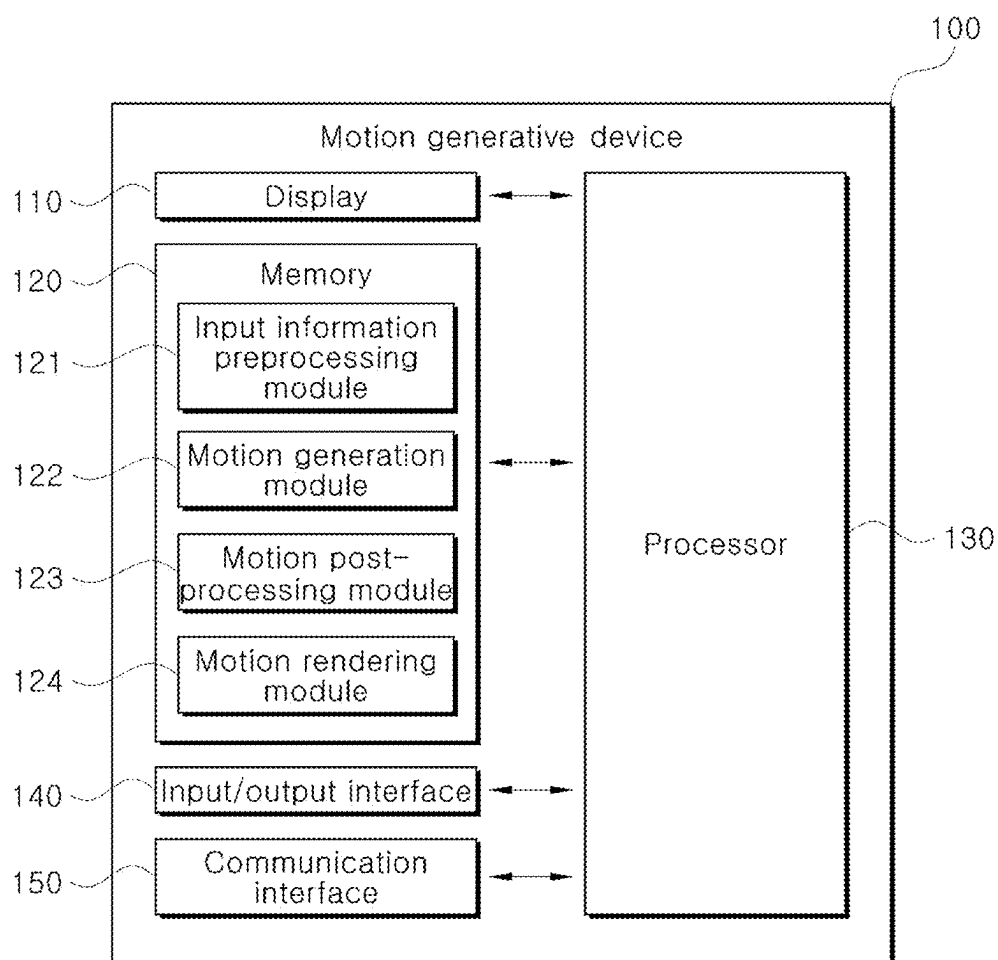 100
Motion generative device
110
Display
120
Memory
121
Input information
preprocessing
module
122
Motion generation
module
123
Motion post-
processing module
124
Motion rendering
module
Processor
130
140
Input/output interface
150
Communication
interface